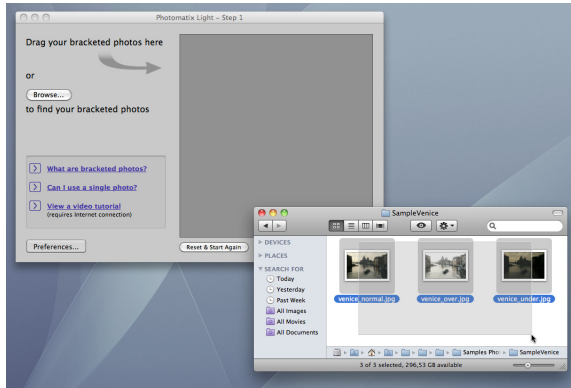 Photomatix Light - Step 1
Drag your bracketed photos here
or
Browse...
to find your bracketed photos
What are bracketed photos?
Can I use a single photo?
View a video tutorial
(requires Internet connection)
Preferences...
Reset & Start Again
SampleVenice
DEVICES
PLACES
SEARCH FOR
Today
Yesterday
Past Week
All Images
All Movies
All Documents
venice_normal.jpg
venice_over.jpg
venice_under.jpg
Samples Phot
SampleVenice
3 of 3 selected, 296,53 GB available